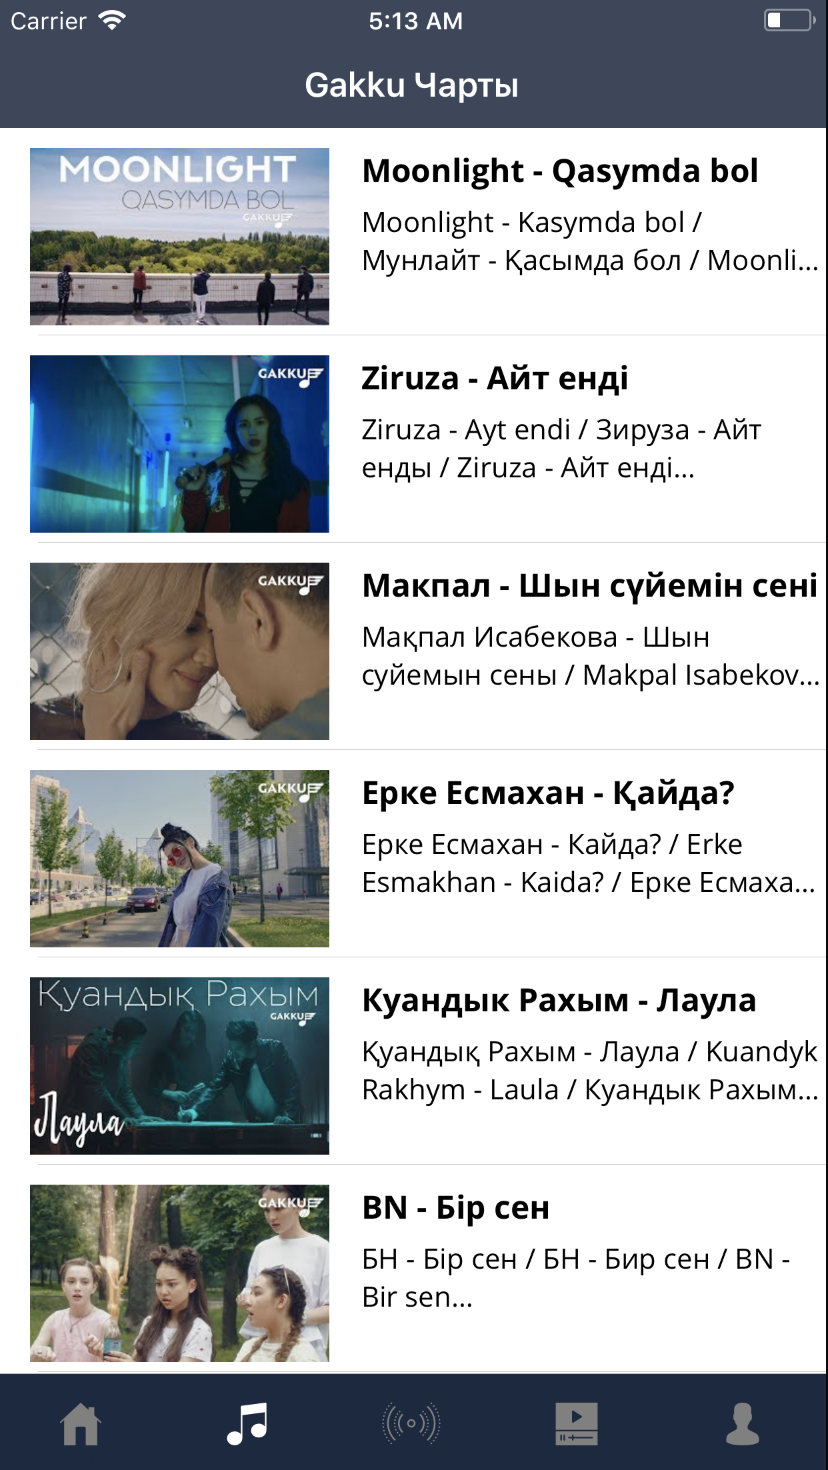 Carrier
5:13 AM
Gakku Чарты
MOONLIGHT
QASYMDA BOL
GAKKU
Moonlight - Qasymda bol
Moonlight - Kasymda bol /
Мунлайт - Қасымда бол / Moonli...
GAKKU
Ziruza - Айт енді
Ziruza - Ayt endi / Зируза - Айт
енды / Ziruza - Айт енді...
GAKKU
Макпал - Шын сүйемін сені
Мақпал Исабекова - Шын
суйемын сены / Makpal Isabekov...
GAKKU
Ерке Есмахан - Қайда?
Ерке Есмахан - Кайда? / Erke
Esmakhan - Kaida? / Ерке Есмаха...
Қуандық Рахым
GAKKU
Лаула
Куандык Рахым - Лаула
Қуандық Рахым - Лаула / Kuandyk
Rakhym - Laula / Куандык Рахым...
GAKKU
BN - Бір сен
БН - Бір сен / БН - Бир сен / BN -
Bir sen...